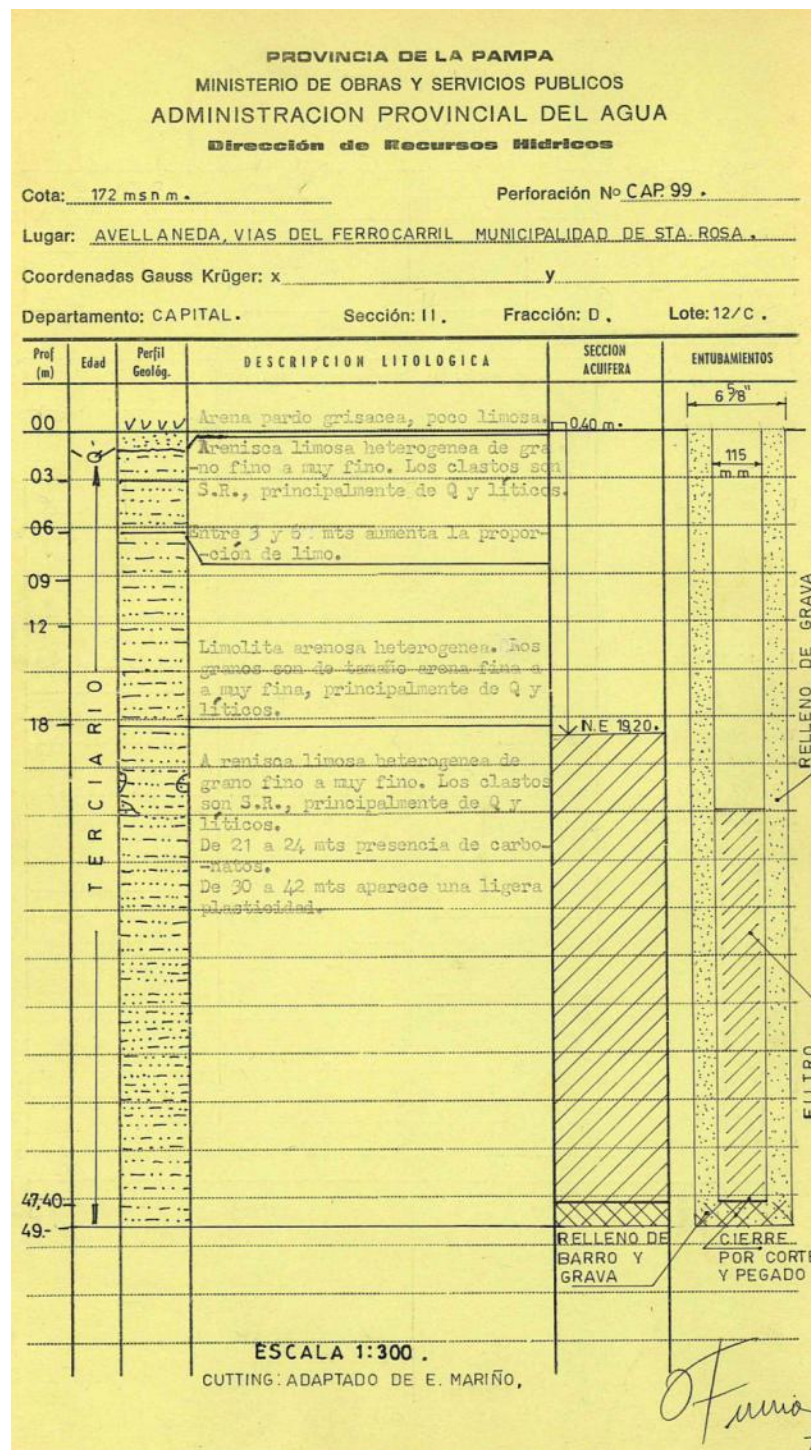 PROVINCIA DE LA PAMPA
MINISTERIO DE OBRAS Y SERVICIOS PUBLICOS
ADMINISTRACION PROVINCIAL DEL AGUA
Dirección de Recursos Hídricos
Cota: 172 msnm. Perforación Nº CAP. 99.
Lugar: AVELLANEDA, VIAS DEL FERROCARRIL MUNICIPALIDAD DE STA. ROSA.
Coordenadas Gauss Krüger: x y
Departamento: CAPITAL. Sección: II. Fracción: D. Lote: 12/C.
Prof (m) Edad Perfil Geológ. DESCRIPCION LITOLOGICA SECCION ACUIFERA ENTUBAMIENTOS
6 5/8"
00 Arena pardo grisacea, poco limosa. 0.40 m.
Q
Arenisca limosa heterogenea de gra
-no fino a muy fino. Los clastos son
115 m.m
03 S.R., principalmente de Q y líticos.
06 Entre 3 y 6 mts aumenta la propor-
-ción de limo.
09
12
Limolita arenosa heterogenea. Los
granos son de tamaño arena fina a
a muy fina, principalmente de Q y
líticos.
18 N.E 19,20.
TERCIARIO
RELLENO DE GRAVA
A renisca limosa heterogenea de
grano fino a muy fino. Los clastos
son S.R., principalmente de Q y
líticos.
De 21 a 24 mts presencia de carbo-
-natos.
De 30 a 42 mts aparece una ligera
plasticidad.
FILTRO
47,40
49.-
RELLENO DE
BARRO Y
GRAVA
CIERRE
POR CORTE
Y PEGADO
ESCALA 1:300.
CUTTING: ADAPTADO DE E. MARIÑO,